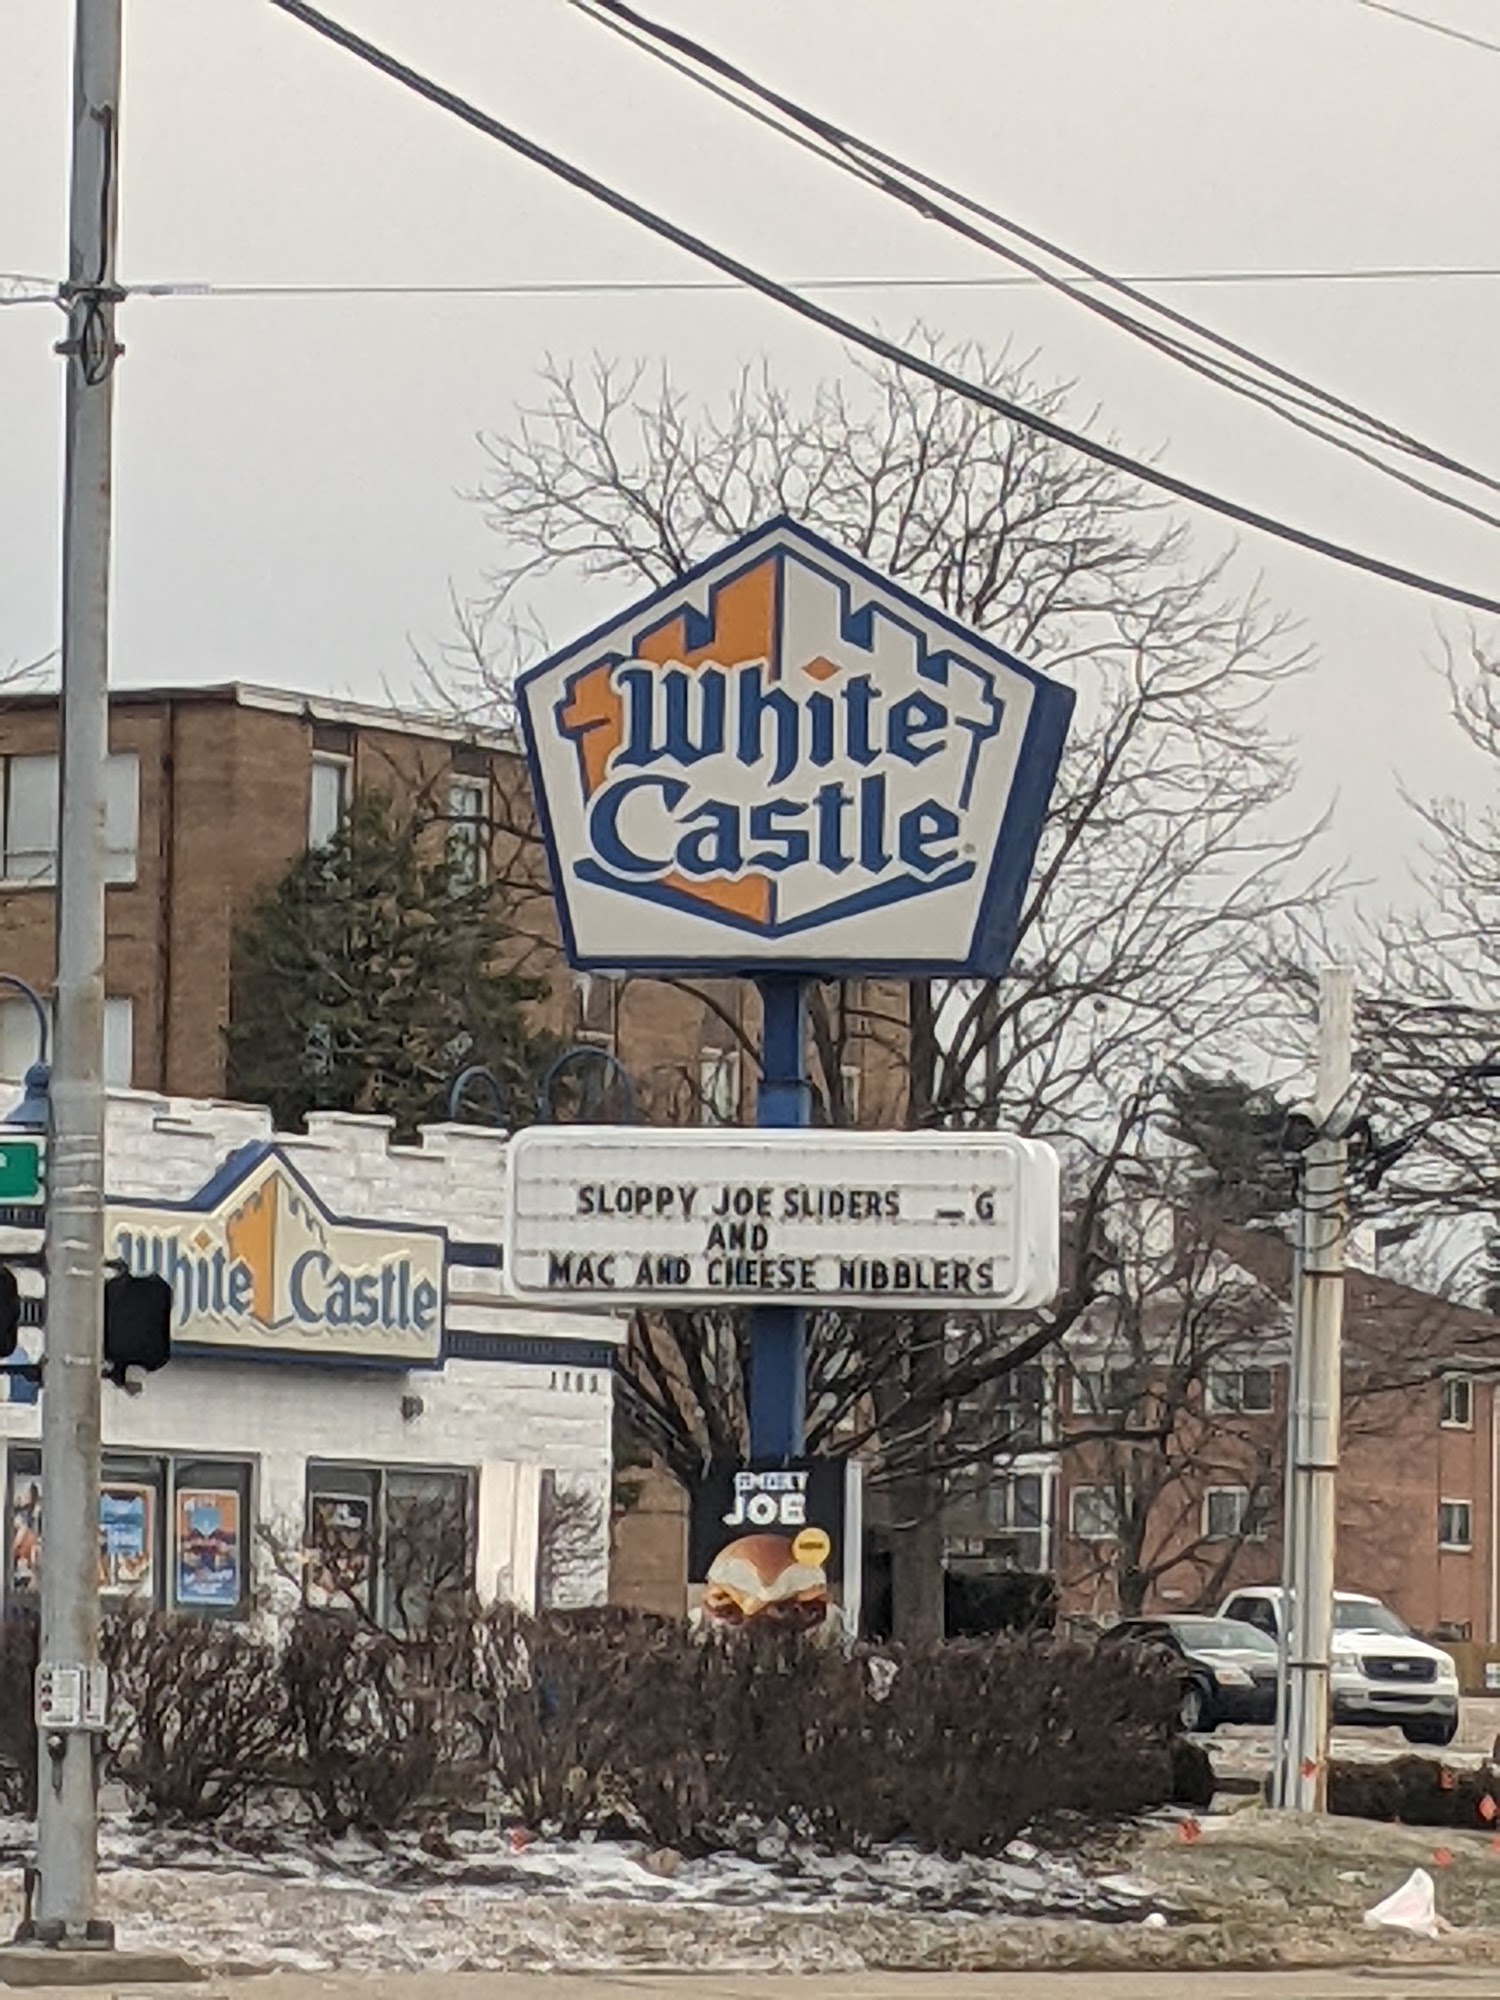 White
Castle
SLOPPY JOE SLIDERS _ G
AND
MAC AND CHEESE NIBBLERS
White Castle
JOE